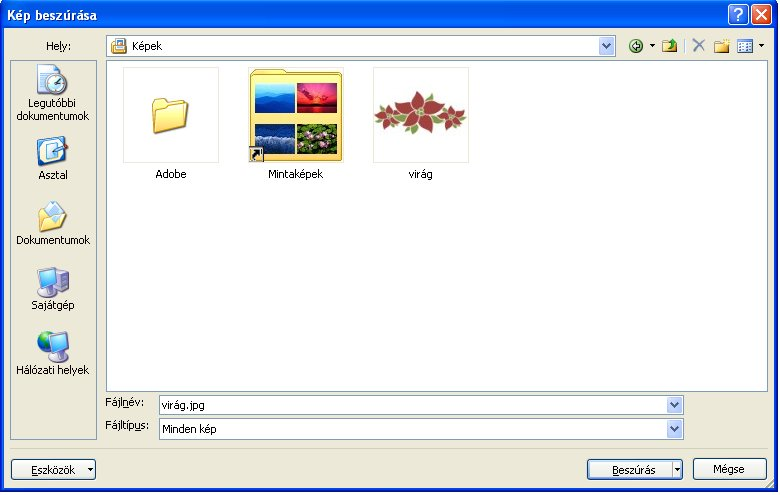 Kép beszúrása
Hely:
Képek
Legutóbbi
dokumentumok
Asztal
Dokumentumok
Sajátgép
Hálózati helyek
Adobe
Mintaképek
virág
Fájlnév:
virág.jpg
Fájltípus:
Minden kép
Eszközök
Beszúrás
Mégse